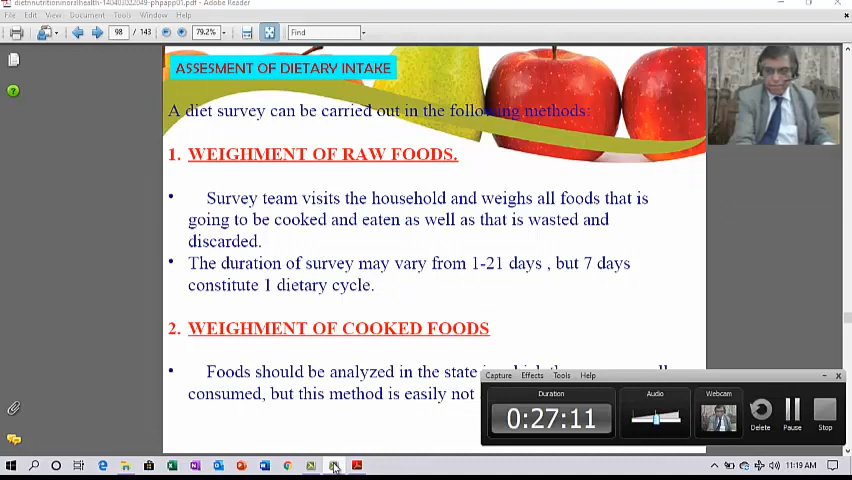 dietnutritioninoralhealth-140403022049-phpapp01.pdf - Adobe Reader
File Edit View Document Tools Window Help
98 / 143 79.2% Find
ASSESMENT OF DIETARY INTAKE
A diet survey can be carried out in the following methods:
1. WEIGHMENT OF RAW FOODS.
• Survey team visits the household and weighs all foods that is
going to be cooked and eaten as well as that is wasted and
discarded.
• The duration of survey may vary from 1-21 days , but 7 days
constitute 1 dietary cycle.
2. WEIGHMENT OF COOKED FOODS
• Foods should be analyzed in the state
consumed, but this method is easily not
Capture Effects Tools Help
Duration Audio Webcam
0:27:11
Delete Pause Stop
11:19 AM